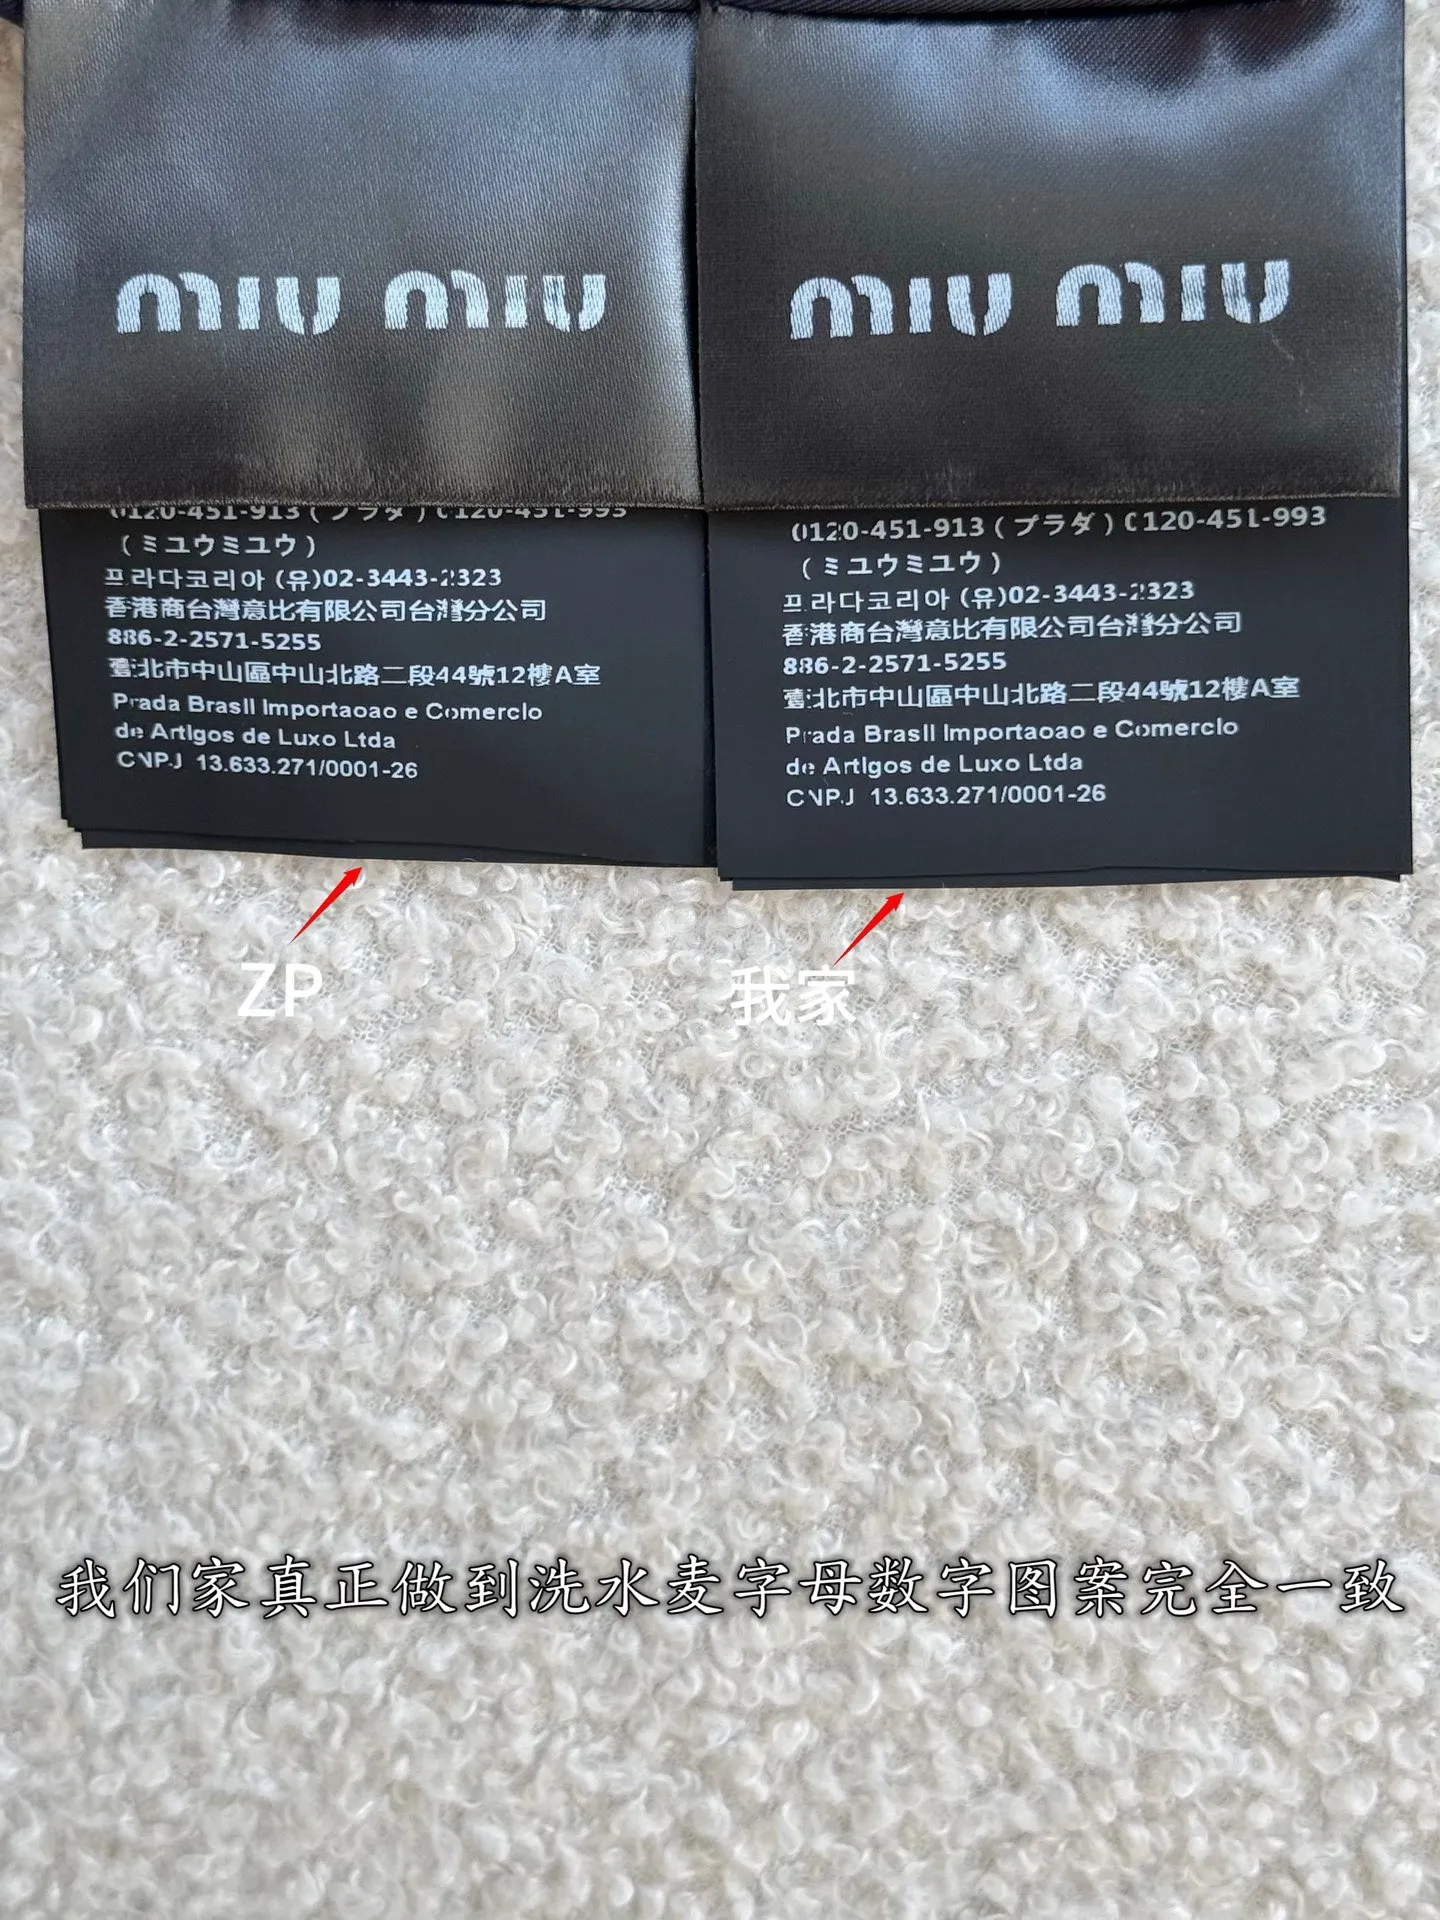 miu miu
0120-451-913 (プラダ) 0120-451-993
(ミユウミユウ)
프라다코리아 (유)02-3443-2323
香港商台灣意比有限公司台灣分公司
886-2-2571-5255
臺北市中山區中山北路二段44號12樓A室
Prada Brasil Importaoao e Comercio
de Artigos de Luxo Ltda
CNPJ 13.633.271/0001-26
miu miu
0120-451-913 (プラダ) 0120-451-993
(ミユウミユウ)
프라다코리아 (유)02-3443-2323
香港商台灣意比有限公司台灣分公司
886-2-2571-5255
臺北市中山區中山北路二段44號12樓A室
Prada Brasil Importaoao e Comercio
de Artigos de Luxo Ltda
CNPJ 13.633.271/0001-26
ZP
我家
我们家真正做到洗水麦字母数字图案完全一致